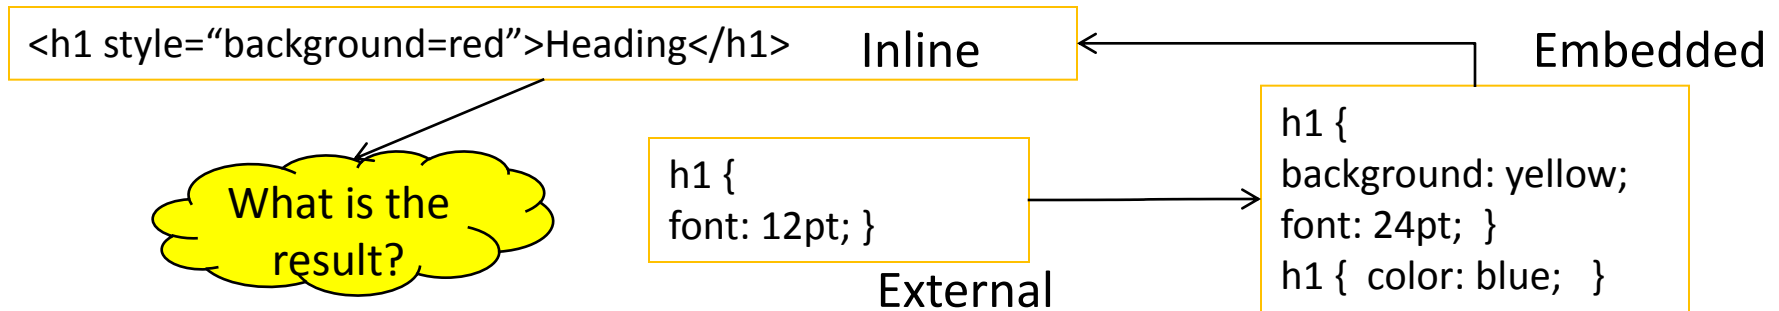 <h1 style=“background=red”>Heading</h1>
Inline
Embedded
What is the
result?
h1 {
font: 12pt; }
External
h1 {
background: yellow;
font: 24pt;  }
h1 {  color: blue;   }